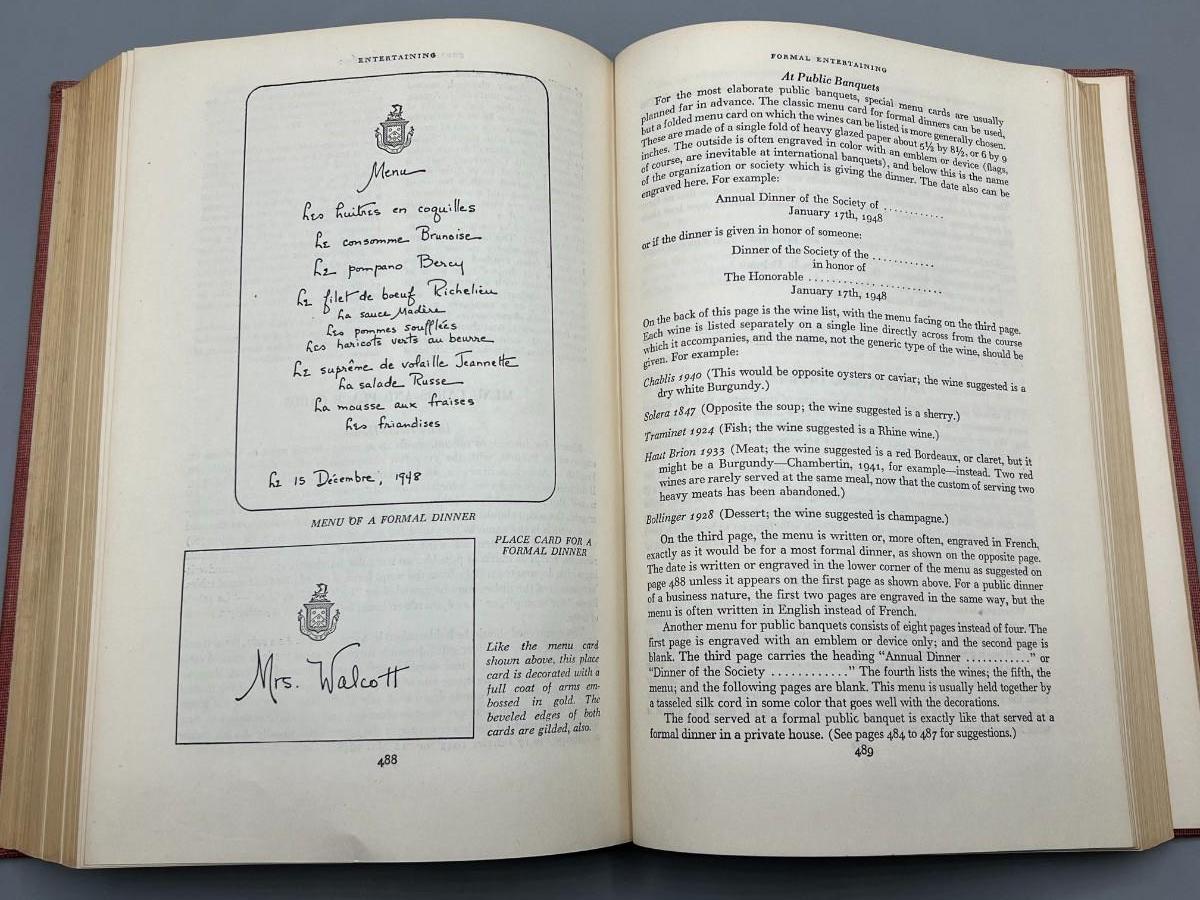 ENTERTAINING
Menu
Les huîtres en coquilles
Le consomme Brunoise
Le pompano Bercy
Le filet de boeuf Richelieu
La sauce Madère
Les pommes soufflées
Les haricots verts au beurre
Le suprême de volaille Jeannette
La salade Russe
La mousse aux fraises
Les friandises
Le 15 Décembre, 1948
MENU OF A FORMAL DINNER
PLACE CARD FOR A
FORMAL DINNER
Mrs. Walcott
Like the menu card
shown above, this place
card is decorated with a
full coat of arms em-
bossed in gold. The
beveled edges of both
cards are gilded, also.
488
FORMAL ENTERTAINING
At Public Banquets
For the most elaborate public banquets, special menu cards are usually
planned far in advance. The classic menu card for formal dinners can be used,
but a folded menu card on which the wines can be listed is more generally chosen.
These are made of a single fold of heavy glazed paper about 5½ by 8½, or 6 by 9
inches. The outside is often engraved in color with an emblem or device (flags,
of course, are inevitable at international banquets), and below this is the name
of the organization or society which is giving the dinner. The date also can be
engraved here. For example:
Annual Dinner of the Society of ............
January 17th, 1948
or if the dinner is given in honor of someone:
Dinner of the Society of the ............
in honor of
The Honorable ..........................
January 17th, 1948
On the back of this page is the wine list, with the menu facing on the third page.
Each wine is listed separately on a single line directly across from the course
which it accompanies, and the name, not the generic type of the wine, should be
given. For example:
Chablis 1940 (This would be opposite oysters or caviar; the wine suggested is a
dry white Burgundy.)
Solera 1847 (Opposite the soup; the wine suggested is a sherry.)
Traminet 1924 (Fish; the wine suggested is a Rhine wine.)
Haut Brion 1933 (Meat; the wine suggested is a red Bordeaux, or claret, but it
might be a Burgundy—Chambertin, 1941, for example—instead. Two red
wines are rarely served at the same meal, now that the custom of serving two
heavy meats has been abandoned.)
Bollinger 1928 (Dessert; the wine suggested is champagne.)
On the third page, the menu is written or, more often, engraved in French,
exactly as it would be for a most formal dinner, as shown on the opposite page.
The date is written or engraved in the lower corner of the menu as suggested on
page 488 unless it appears on the first page as shown above. For a public dinner
of a business nature, the first two pages are engraved in the same way, but the
menu is often written in English instead of French.
Another menu for public banquets consists of eight pages instead of four. The
first page is engraved with an emblem or device only; and the second page is
blank. The third page carries the heading "Annual Dinner ............" or
"Dinner of the Society ............" The fourth lists the wines; the fifth, the
menu; and the following pages are blank. This menu is usually held together by
a tasseled silk cord in some color that goes well with the decorations.
The food served at a formal public banquet is exactly like that served at a
formal dinner in a private house. (See pages 484 to 487 for suggestions.)
489